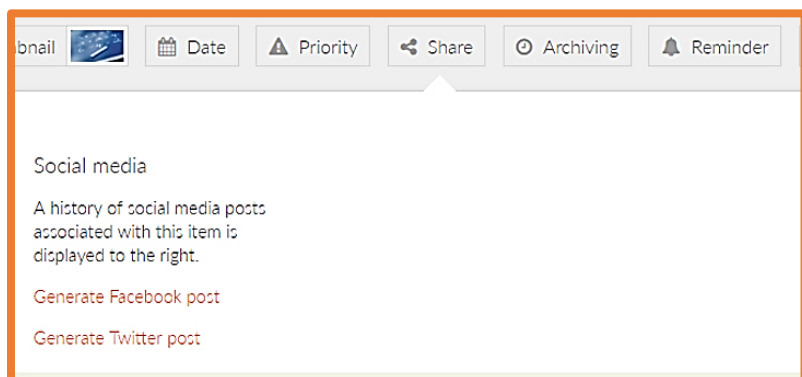 bnail Date Priority Share Archiving Reminder
Social media
A history of social media posts
associated with this item is
displayed to the right.
Generate Facebook post
Generate Twitter post